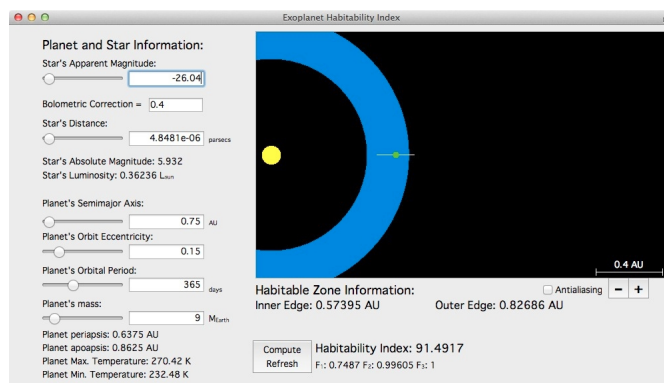 Exoplanet Habitability Index
Planet and Star Information:
Star's Apparent Magnitude:
-26.04
Bolometric Correction = 0.4
Star's Distance:
4.8481e-06 parsecs
Star's Absolute Magnitude: 5.932
Star's Luminosity: 0.36236 Lsun
Planet's Semimajor Axis:
0.75 AU
Planet's Orbit Eccentricity:
0.15
Planet's Orbital Period:
365 days
Planet's mass:
9 MEarth
Planet periapsis: 0.6375 AU
Planet apoapsis: 0.8625 AU
Planet Max. Temperature: 270.42 K
Planet Min. Temperature: 232.48 K
0.4 AU
Habitable Zone Information:
Antialiasing - +
Inner Edge: 0.57395 AU Outer Edge: 0.82686 AU
Compute
Refresh
Habitability Index: 91.4917
F₁: 0.7487 F₂: 0.99605 F₃: 1